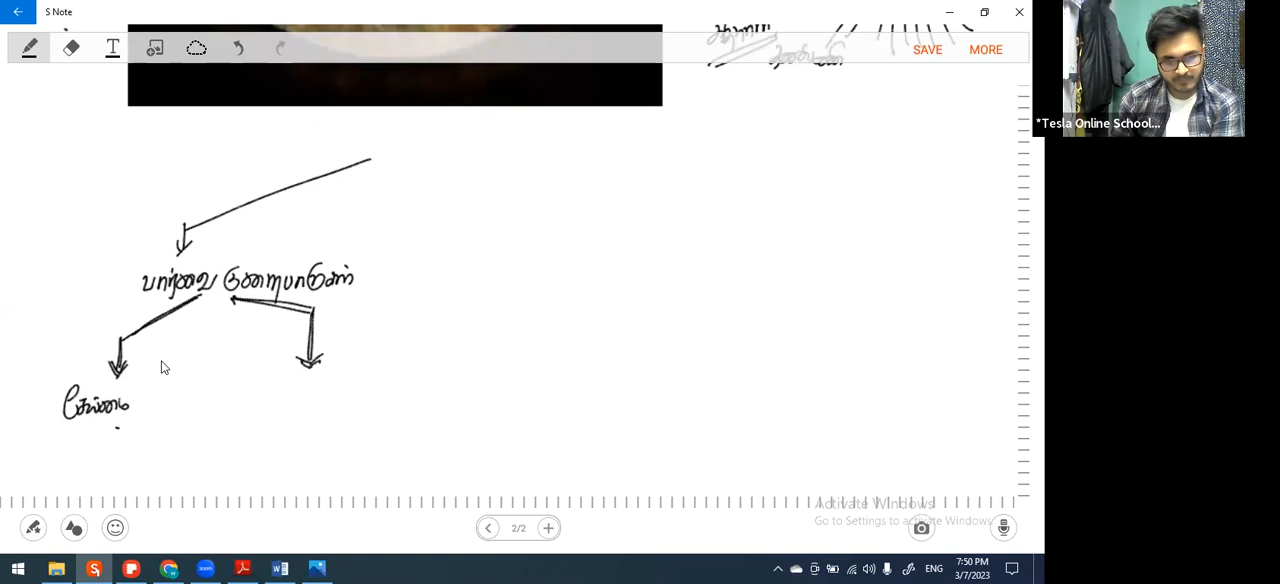 S Note
SAVE MORE
*Tesla Online School...
பார்வை குறைபாடுகள்
சேய்மை
2/2
Activate Windows
Go to Settings to activate Windows.
ENG
7:50 PM
3/7/2023